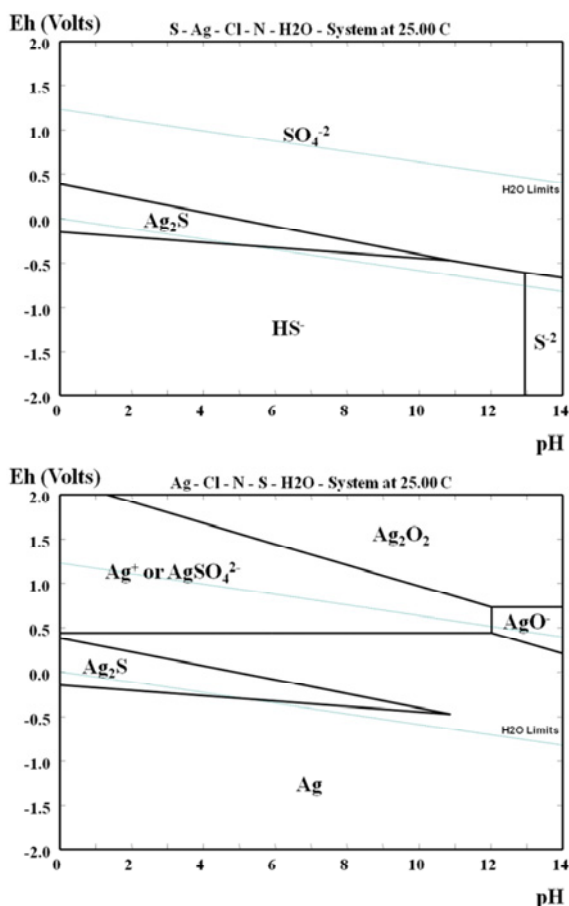 Eh (Volts)
S - Ag - Cl - N - H2O - System at 25.00 C
2.0
1.5
1.0
0.5
0.0
-0.5
-1.0
-1.5
-2.0
SO₄⁻²
H2O Limits
Ag₂S
HS⁻
S⁻²
0 2 4 6 8 10 12 14
pH
Eh (Volts)
Ag - Cl - N - S - H2O - System at 25.00 C
2.0
1.5
1.0
0.5
0.0
-0.5
-1.0
-1.5
-2.0
Ag₂O₂
Ag⁺ or AgSO₄²⁻
AgO⁻
Ag₂S
H2O Limits
Ag
0 2 4 6 8 10 12 14
pH